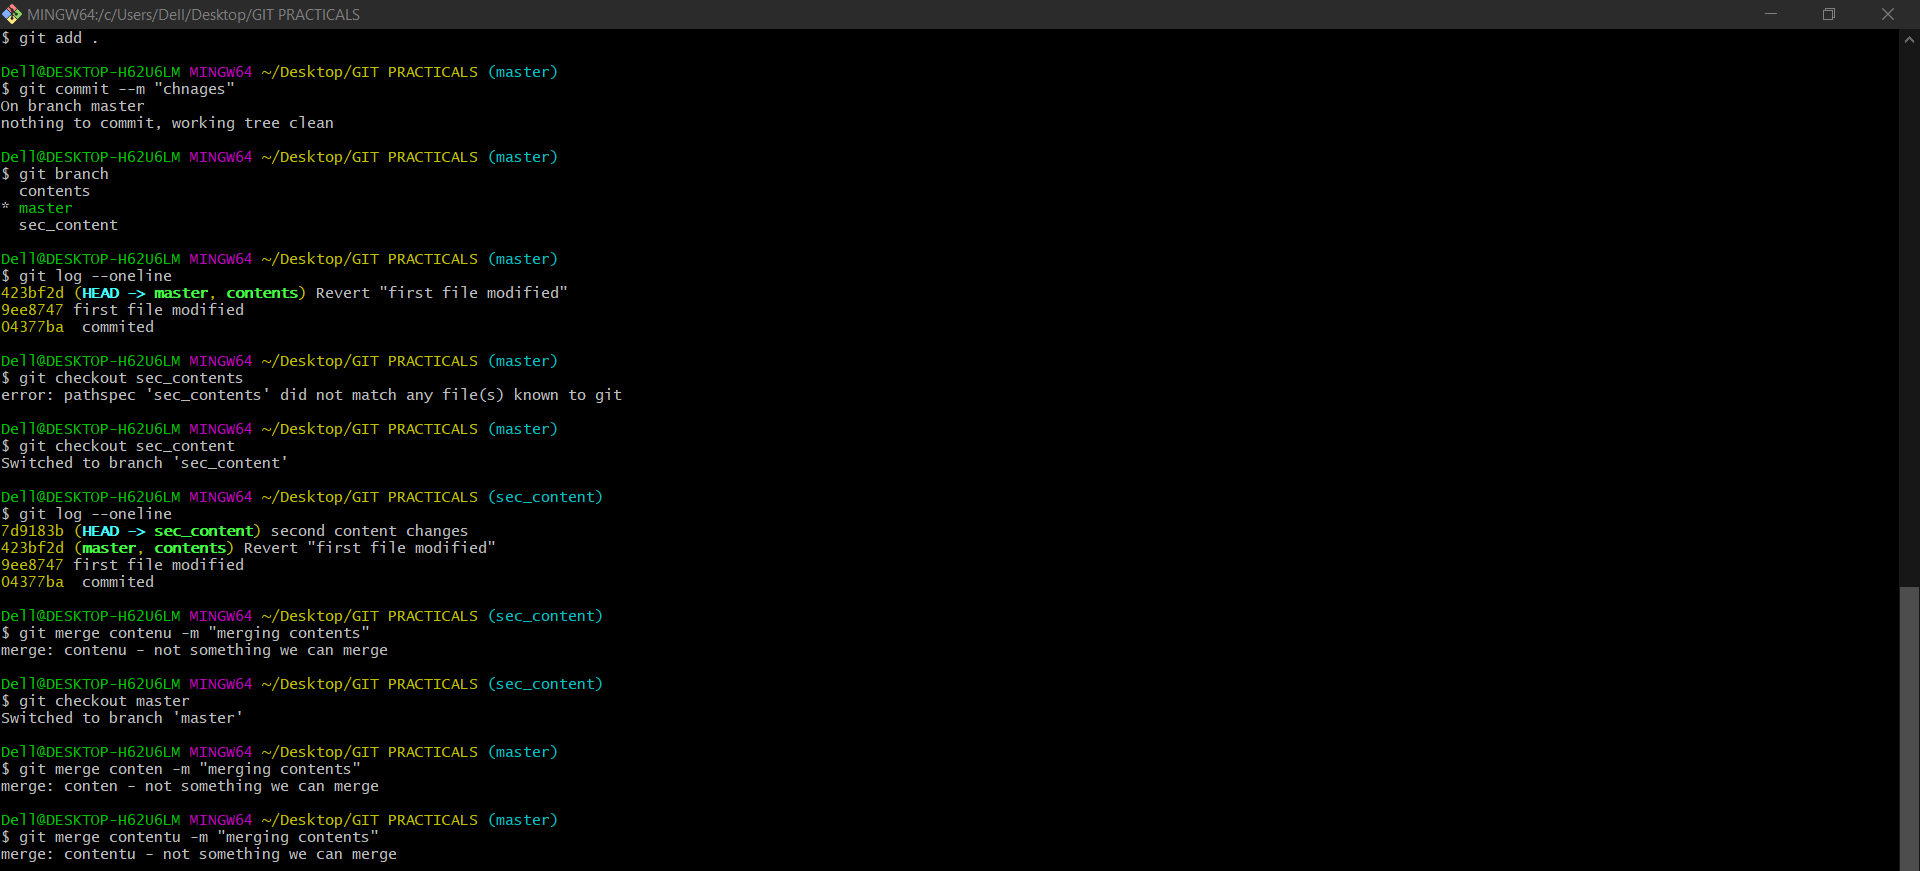 MINGW64:/c/Users/Dell/Desktop/GIT PRACTICALS
$ git add .
Dell@DESKTOP-H62U6LM MINGW64 ~/Desktop/GIT PRACTICALS (master)
$ git commit --m "chnages"
On branch master
nothing to commit, working tree clean
Dell@DESKTOP-H62U6LM MINGW64 ~/Desktop/GIT PRACTICALS (master)
$ git branch
  contents
* master
  sec_content
Dell@DESKTOP-H62U6LM MINGW64 ~/Desktop/GIT PRACTICALS (master)
$ git log --oneline
423bf2d (HEAD -> master, contents) Revert "first file modified"
9ee8747 first file modified
04377ba  commited
Dell@DESKTOP-H62U6LM MINGW64 ~/Desktop/GIT PRACTICALS (master)
$ git checkout sec_contents
error: pathspec 'sec_contents' did not match any file(s) known to git
Dell@DESKTOP-H62U6LM MINGW64 ~/Desktop/GIT PRACTICALS (master)
$ git checkout sec_content
Switched to branch 'sec_content'
Dell@DESKTOP-H62U6LM MINGW64 ~/Desktop/GIT PRACTICALS (sec_content)
$ git log --oneline
7d9183b (HEAD -> sec_content) second content changes
423bf2d (master, contents) Revert "first file modified"
9ee8747 first file modified
04377ba  commited
Dell@DESKTOP-H62U6LM MINGW64 ~/Desktop/GIT PRACTICALS (sec_content)
$ git merge contenu -m "merging contents"
merge: contenu - not something we can merge
Dell@DESKTOP-H62U6LM MINGW64 ~/Desktop/GIT PRACTICALS (sec_content)
$ git checkout master
Switched to branch 'master'
Dell@DESKTOP-H62U6LM MINGW64 ~/Desktop/GIT PRACTICALS (master)
$ git merge conten -m "merging contents"
merge: conten - not something we can merge
Dell@DESKTOP-H62U6LM MINGW64 ~/Desktop/GIT PRACTICALS (master)
$ git merge contentu -m "merging contents"
merge: contentu - not something we can merge